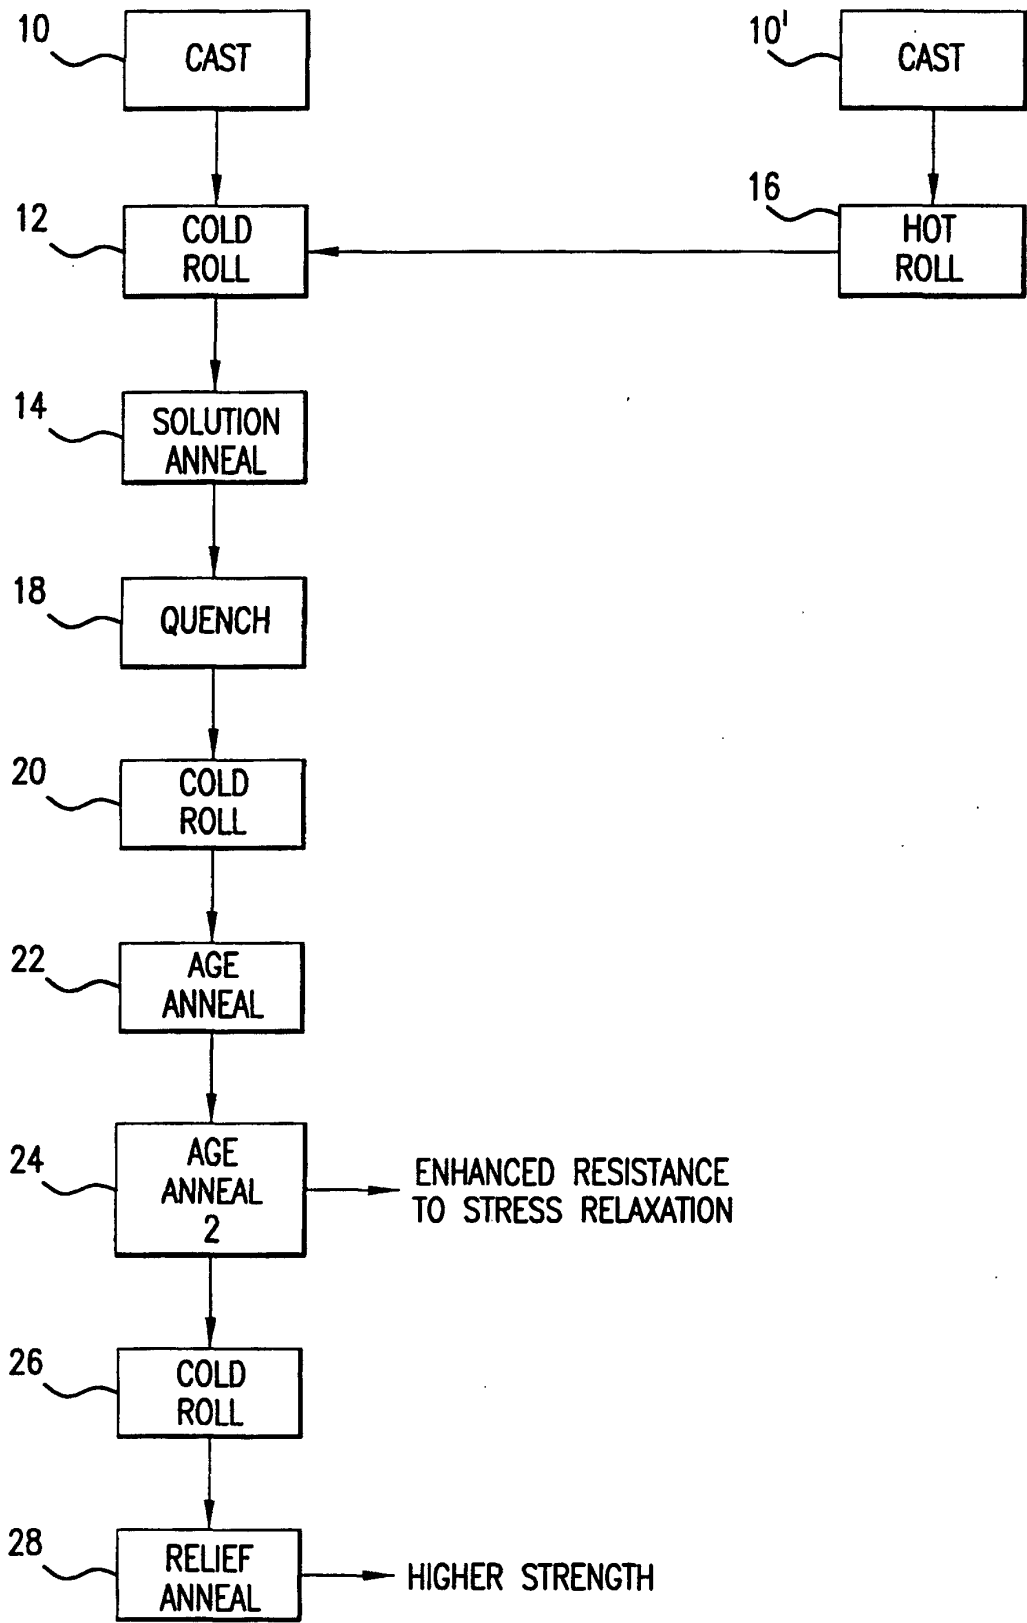 10
CAST
10'
CAST
12
COLD
ROLL
16
HOT
ROLL
14
SOLUTION
ANNEAL
18
QUENCH
20
COLD
ROLL
22
AGE
ANNEAL
24
AGE
ANNEAL
2
ENHANCED RESISTANCE
TO STRESS RELAXATION
26
COLD
ROLL
28
RELIEF
ANNEAL
HIGHER STRENGTH